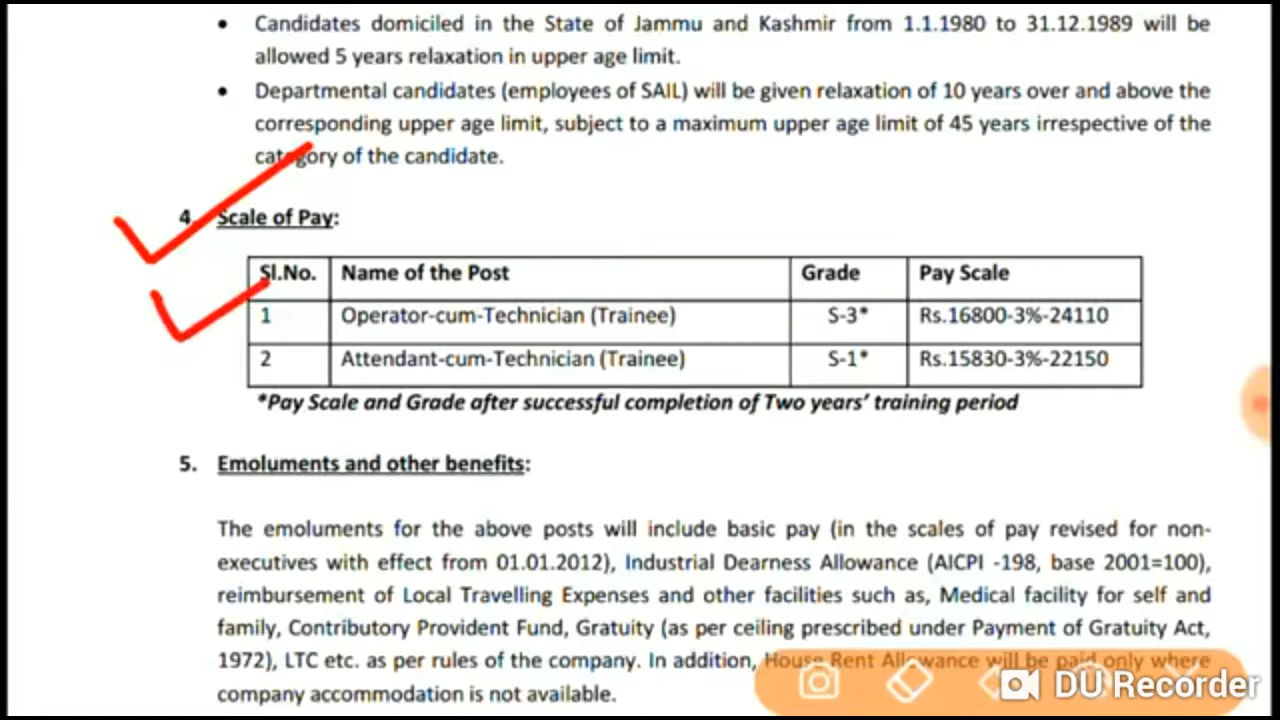 • Candidates domiciled in the State of Jammu and Kashmir from 1.1.1980 to 31.12.1989 will be
allowed 5 years relaxation in upper age limit.
• Departmental candidates (employees of SAIL) will be given relaxation of 10 years over and above the
corresponding upper age limit, subject to a maximum upper age limit of 45 years irrespective of the
category of the candidate.
4. Scale of Pay:
Sl.No. Name of the Post Grade Pay Scale
1 Operator-cum-Technician (Trainee) S-3* Rs.16800-3%-24110
2 Attendant-cum-Technician (Trainee) S-1* Rs.15830-3%-22150
*Pay Scale and Grade after successful completion of Two years' training period
5. Emoluments and other benefits:
The emoluments for the above posts will include basic pay (in the scales of pay revised for non-
executives with effect from 01.01.2012), Industrial Dearness Allowance (AICPI -198, base 2001=100),
reimbursement of Local Travelling Expenses and other facilities such as, Medical facility for self and
family, Contributory Provident Fund, Gratuity (as per ceiling prescribed under Payment of Gratuity Act,
1972), LTC etc. as per rules of the company. In addition, House Rent Allowance will be paid only where
company accommodation is not available.
DU Recorder